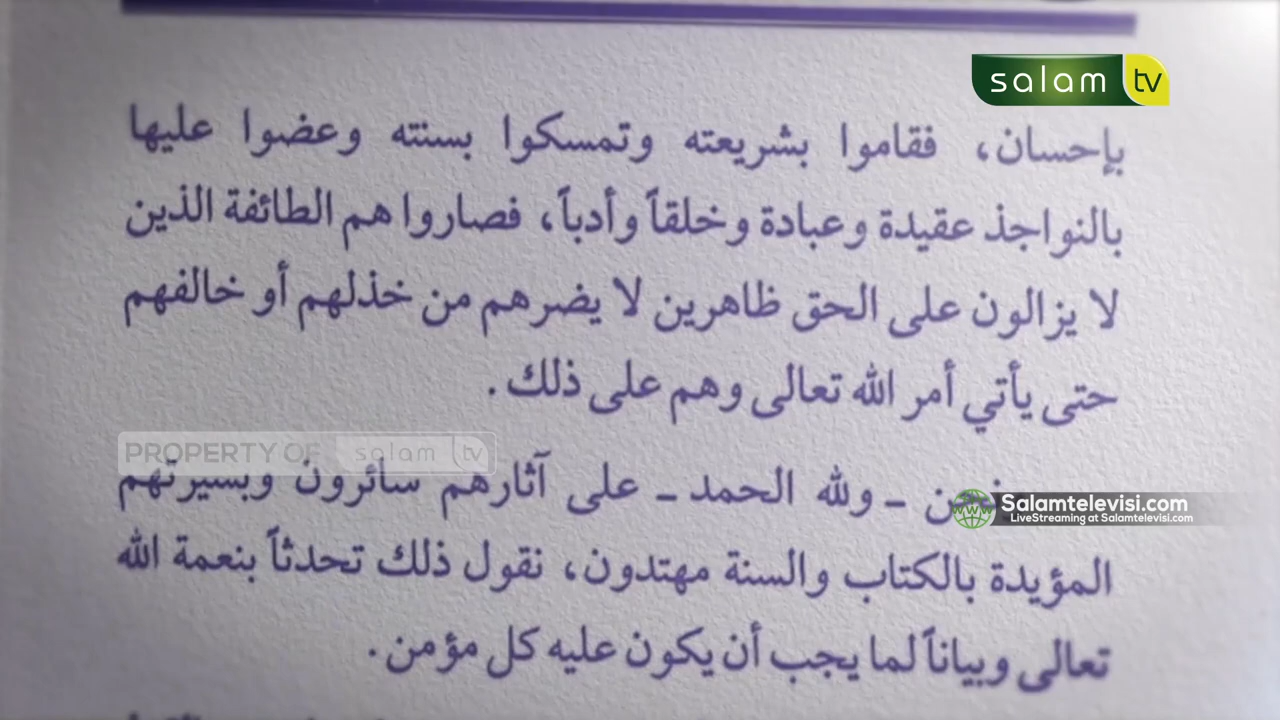 salam tv
بإحسان، فقاموا بشريعته وتمسكوا بسنته وعضوا عليها
بالنواجذ عقيدة وعبادة وخلقاً وأدباً، فصاروا هم الطائفة الذين
لا يزالون على الحق ظاهرين لا يضرهم من خذلهم أو خالفهم
حتى يأتي أمر الله تعالى وهم على ذلك.
PROPERTY OF salam tv
نحن ـ ولله الحمد ـ على آثارهم سائرون وبسيرتهم
www Salamtelevisi.com
LiveStreaming at Salamtelevisi.com
المؤيدة بالكتاب والسنة مهتدون، نقول ذلك تحدثاً بنعمة الله
تعالى وبياناً لما يجب أن يكون عليه كل مؤمن.